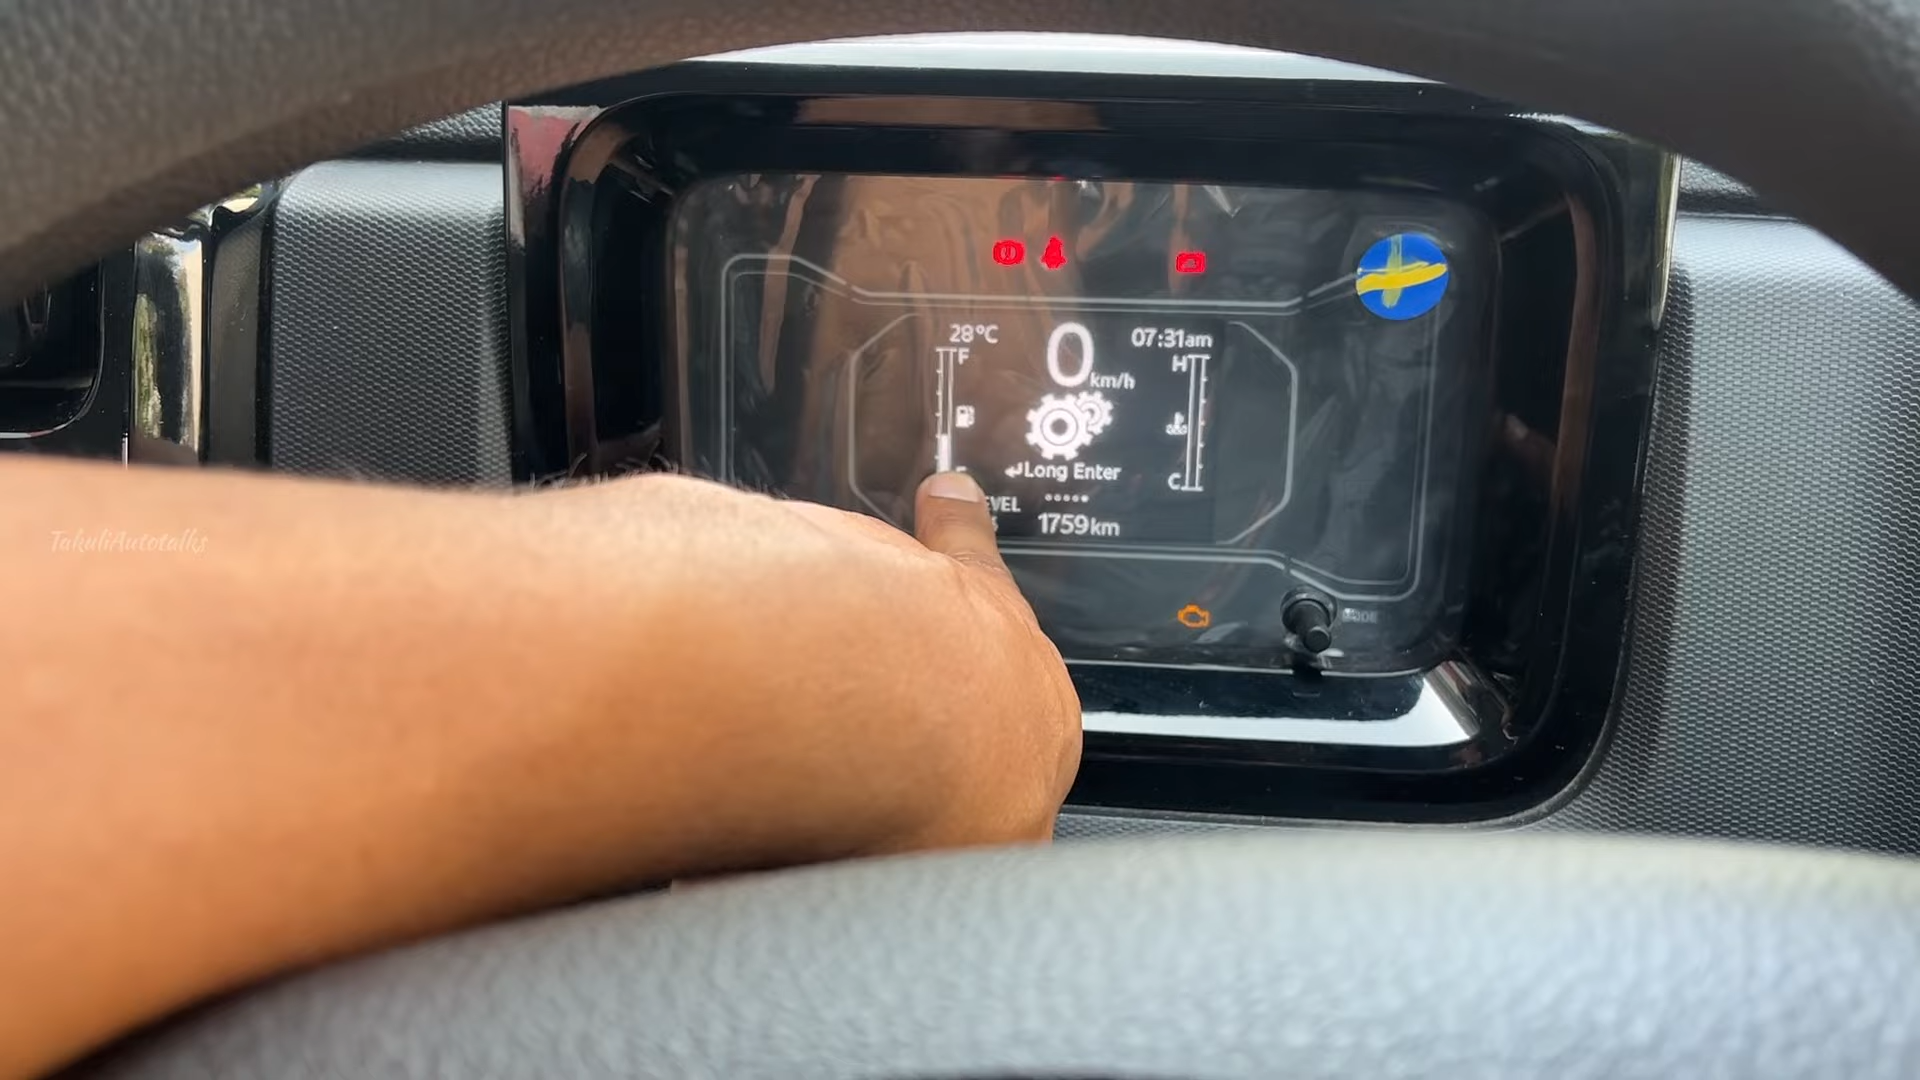 28°C
0
km/h
07:31am
F
H
Long Enter
C
EVEL
1759km
TakuliAutotalks